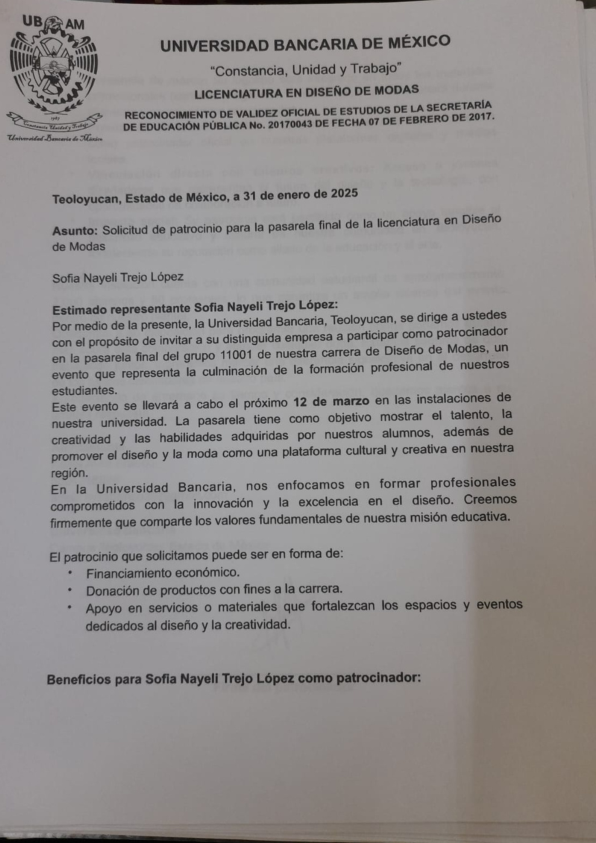 UB AM
Constancia Unidad y Trabajo
Universidad Bancaria de México
UNIVERSIDAD BANCARIA DE MÉXICO
“Constancia, Unidad y Trabajo”
LICENCIATURA EN DISEÑO DE MODAS
RECONOCIMIENTO DE VALIDEZ OFICIAL DE ESTUDIOS DE LA SECRETARÍA
DE EDUCACIÓN PÚBLICA No. 20170043 DE FECHA 07 DE FEBRERO DE 2017.
Teoloyucan, Estado de México, a 31 de enero de 2025
Asunto: Solicitud de patrocinio para la pasarela final de la licenciatura en Diseño
de Modas
Sofia Nayeli Trejo López
Estimado representante Sofia Nayeli Trejo López:
Por medio de la presente, la Universidad Bancaria, Teoloyucan, se dirige a ustedes
con el propósito de invitar a su distinguida empresa a participar como patrocinador
en la pasarela final del grupo 11001 de nuestra carrera de Diseño de Modas, un
evento que representa la culminación de la formación profesional de nuestros
estudiantes.
Este evento se llevará a cabo el próximo 12 de marzo en las instalaciones de
nuestra universidad. La pasarela tiene como objetivo mostrar el talento, la
creatividad y las habilidades adquiridas por nuestros alumnos, además de
promover el diseño y la moda como una plataforma cultural y creativa en nuestra
región.
En la Universidad Bancaria, nos enfocamos en formar profesionales
comprometidos con la innovación y la excelencia en el diseño. Creemos
firmemente que comparte los valores fundamentales de nuestra misión educativa.
El patrocinio que solicitamos puede ser en forma de:
* Financiamiento económico.
* Donación de productos con fines a la carrera.
* Apoyo en servicios o materiales que fortalezcan los espacios y eventos
dedicados al diseño y la creatividad.
Beneficios para Sofia Nayeli Trejo López como patrocinador: